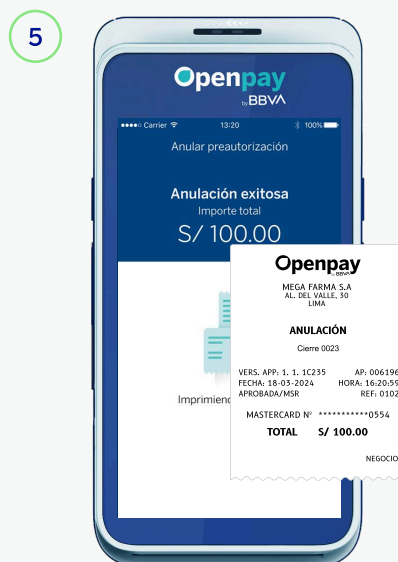 5
Openpay
by BBVA
Carrier 13:20 100%
Anular preautorización
Anulación exitosa
Importe total
S/ 100.00
Imprimiend
Openpay
by BBVA
MEGA FARMA S.A
AL. DEL VALLE, 30
LIMA
ANULACIÓN
Cierre 0023
VERS. APP: 1. 1. 1C235 AP: 006196
FECHA: 18-03-2024 HORA: 16:20:59
APROBADA/MSR REF: 0102
MASTERCARD Nº ***********0554
TOTAL S/ 100.00
NEGOCIO